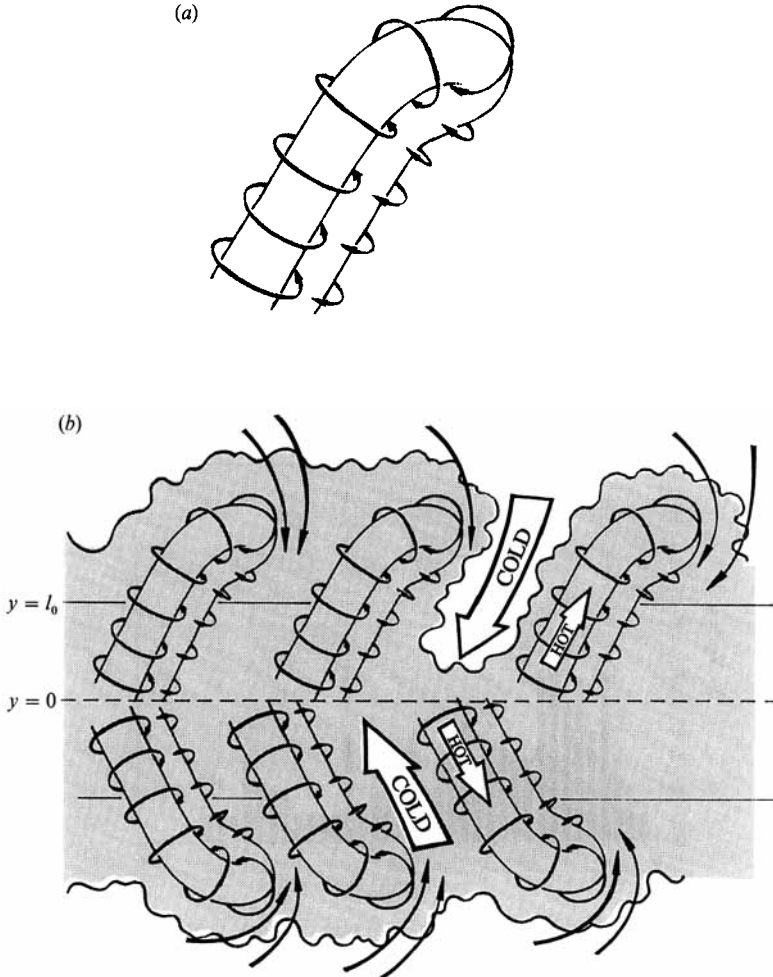 (a)
(b)
COLD
y = l₀
HOT
y = 0
HOT
COLD